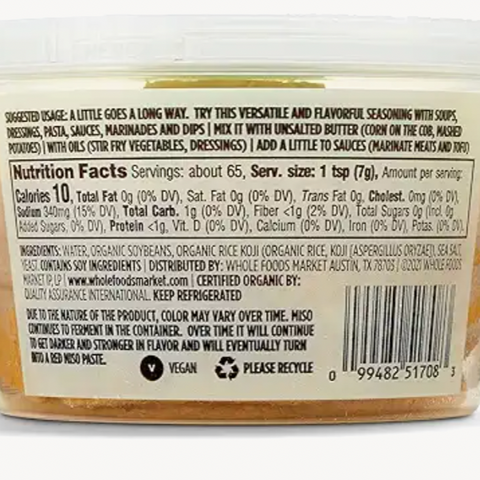 SUGGESTED USAGE: A LITTLE GOES A LONG WAY. TRY THIS VERSATILE AND FLAVORFUL SEASONING WITH SOUPS,
DRESSINGS, PASTA, SAUCES, MARINADES AND DIPS | MIX IT WITH UNSALTED BUTTER (CORN ON THE COB, MASHED
POTATOES) | WITH OILS (STIR FRY VEGETABLES, DRESSINGS) | ADD A LITTLE TO SAUCES (MARINATE MEATS AND TOFU)
Nutrition Facts Servings: about 65, Serv. size: 1 tsp (7g), Amount per serving:
Calories 10, Total Fat 0g (0% DV), Sat. Fat 0g (0% DV), Trans Fat 0g, Cholest. 0mg (0% DV),
Sodium 340mg (15% DV), Total Carb. 1g (0% DV), Fiber <1g (2% DV), Total Sugars 0g (Incl. 0g
Added Sugars, 0% DV), Protein <1g, Vit. D (0% DV), Calcium (0% DV), Iron (0% DV), Potas. (0% DV).
INGREDIENTS: WATER, ORGANIC SOYBEANS, ORGANIC RICE KOJI (ORGANIC RICE, KOJI [ASPERGILLUS ORYZAE]), SEA SALT,
YEAST. CONTAINS SOY INGREDIENTS | DISTRIBUTED BY: WHOLE FOODS MARKET AUSTIN, TX 78703 | ©2021 WHOLE FOODS
MARKET IP, LP | www.wholefoodsmarket.com | CERTIFIED ORGANIC BY:
QUALITY ASSURANCE INTERNATIONAL. KEEP REFRIGERATED
DUE TO THE NATURE OF THE PRODUCT, COLOR MAY VARY OVER TIME. MISO
CONTINUES TO FERMENT IN THE CONTAINER. OVER TIME IT WILL CONTINUE
TO GET DARKER AND STRONGER IN FLAVOR AND WILL EVENTUALLY TURN
INTO A RED MISO PASTE.
V VEGAN PLEASE RECYCLE
0 99482 51708 3